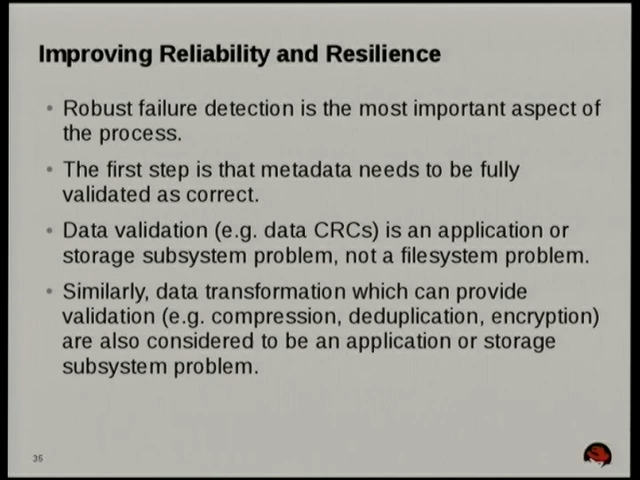 Improving Reliability and Resilience
• Robust failure detection is the most important aspect of
the process.
• The first step is that metadata needs to be fully
validated as correct.
• Data validation (e.g. data CRCs) is an application or
storage subsystem problem, not a filesystem problem.
• Similarly, data transformation which can provide
validation (e.g. compression, deduplication, encryption)
are also considered to be an application or storage
subsystem problem.
35